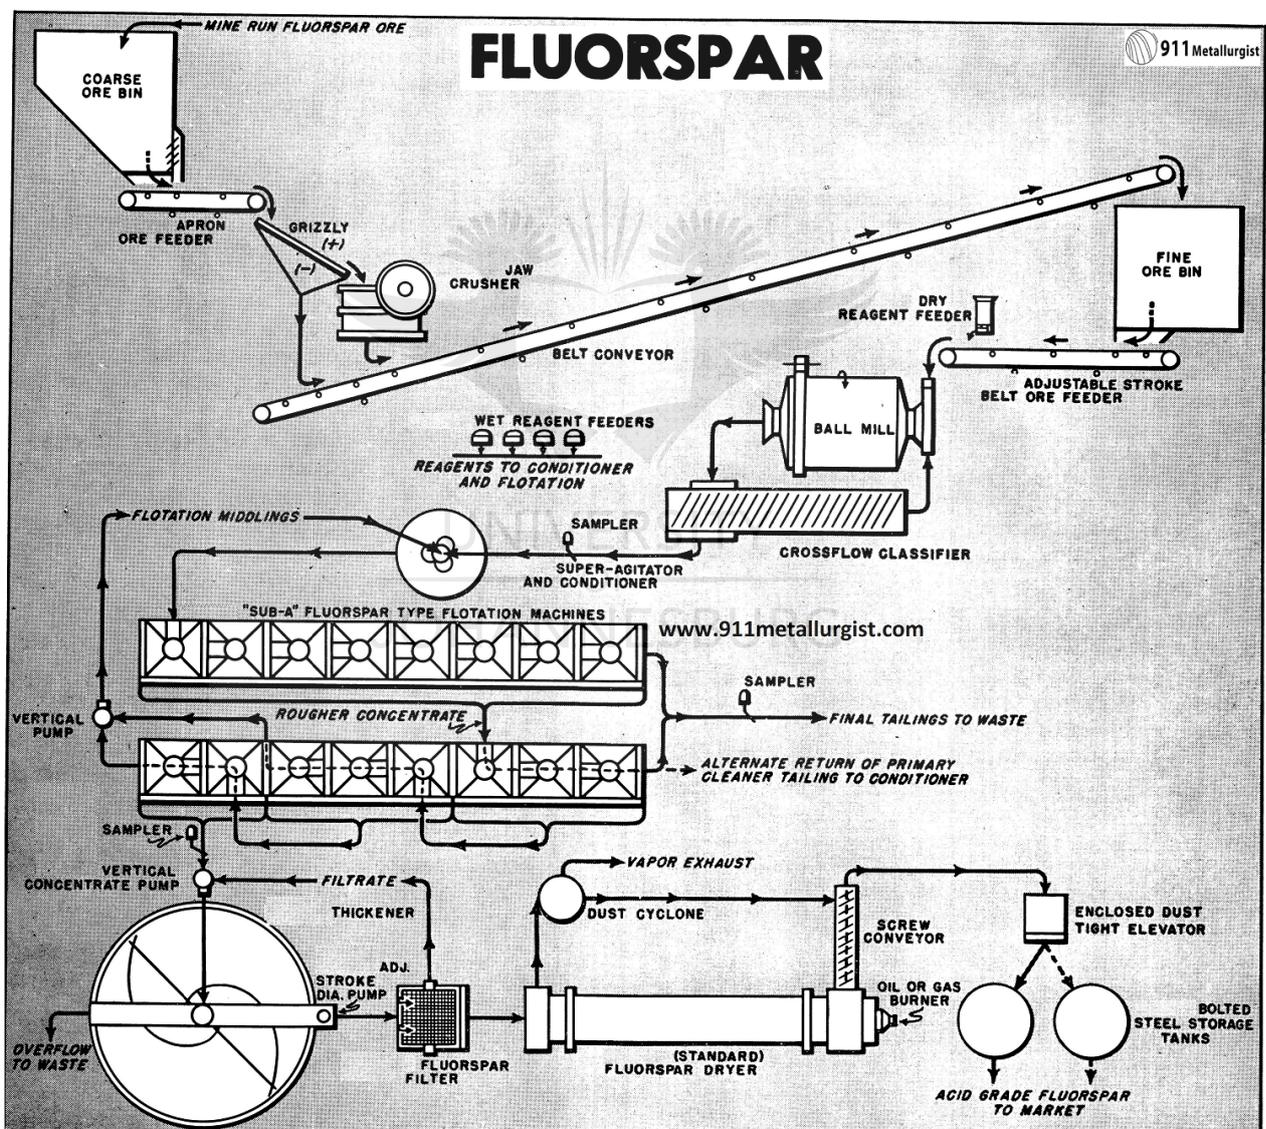 MINE RUN FLUORSPAR ORE
FLUORSPAR
911 Metallurgist
COARSE
ORE BIN
APRON
ORE FEEDER
GRIZZLY
(+)
(-)
JAW
CRUSHER
BELT CONVEYOR
FINE
ORE BIN
DRY
REAGENT FEEDER
ADJUSTABLE STROKE
BELT ORE FEEDER
BALL MILL
WET REAGENT FEEDERS
REAGENTS TO CONDITIONER
AND FLOTATION
UNIVERSITY
FLOTATION MIDDLINGS
SAMPLER
CROSSFLOW CLASSIFIER
SUPER-AGITATOR
AND CONDITIONER
"SUB-A" FLUORSPAR TYPE FLOTATION MACHINES
JOHANNESBURG
www.911metallurgist.com
SAMPLER
VERTICAL
PUMP
ROUGHER CONCENTRATE
FINAL TAILINGS TO WASTE
ALTERNATE RETURN OF PRIMARY
CLEANER TAILING TO CONDITIONER
SAMPLER
VERTICAL
CONCENTRATE PUMP
FILTRATE
THICKENER
VAPOR EXHAUST
DUST CYCLONE
SCREW
CONVEYOR
ENCLOSED DUST
TIGHT ELEVATOR
ADJ.
STROKE
DIA. PUMP
OIL OR GAS
BURNER
BOLTED
STEEL STORAGE
TANKS
OVERFLOW
TO WASTE
FLUORSPAR
FILTER
(STANDARD)
FLUORSPAR DRYER
ACID GRADE FLUORSPAR
TO MARKET